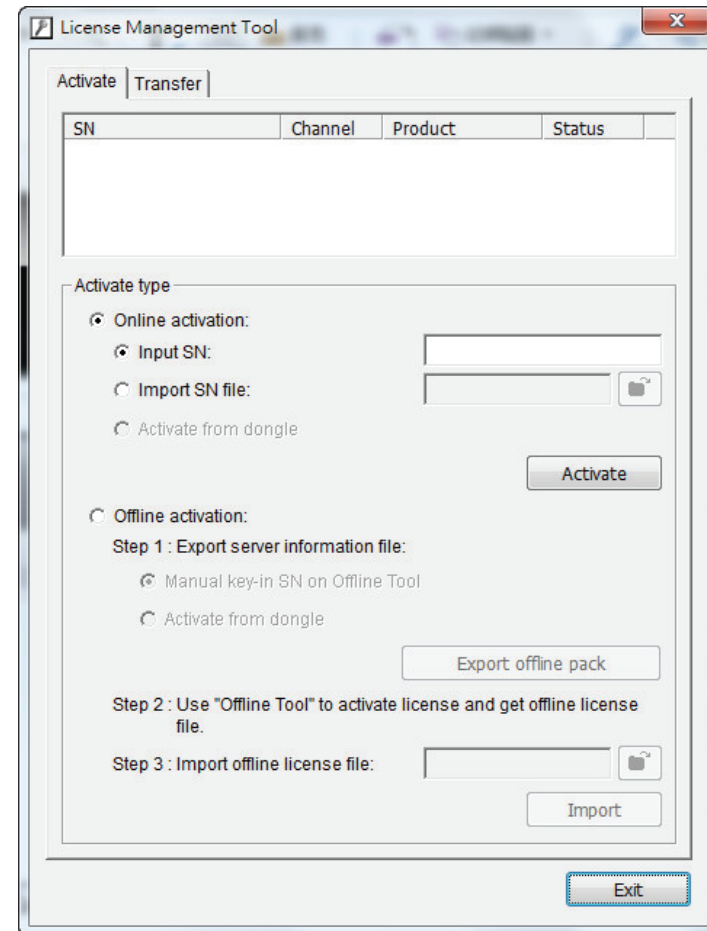 License Management Tool
Activate Transfer
SN Channel Product Status
Activate type
Online activation:
Input SN:
Import SN file:
Activate from dongle
Activate
Offline activation:
Step 1 : Export server information file:
Manual key-in SN on Offline Tool
Activate from dongle
Export offline pack
Step 2 : Use "Offline Tool" to activate license and get offline license
file.
Step 3 : Import offline license file:
Import
Exit